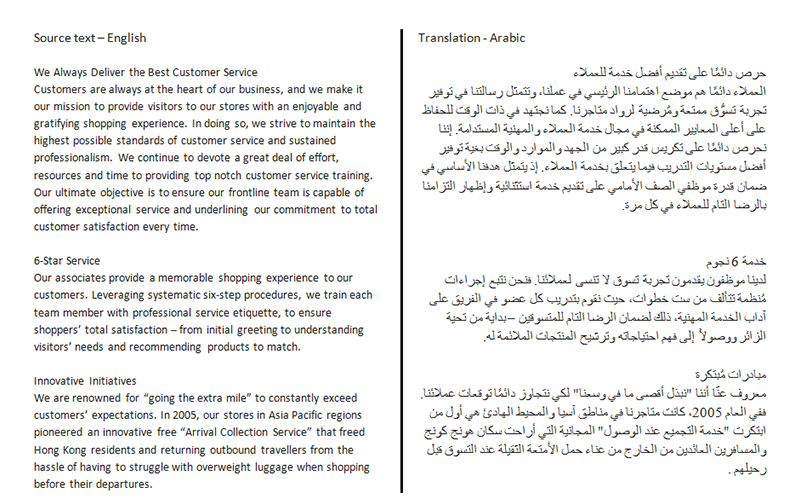 Source text – English
We Always Deliver the Best Customer Service
Customers are always at the heart of our business, and we make it
our mission to provide visitors to our stores with an enjoyable and
gratifying shopping experience. In doing so, we strive to maintain the
highest possible standards of customer service and sustained
professionalism. We continue to devote a great deal of effort,
resources and time to providing top notch customer service training.
Our ultimate objective is to ensure our frontline team is capable of
offering exceptional service and underlining our commitment to total
customer satisfaction every time.
6-Star Service
Our associates provide a memorable shopping experience to our
customers. Leveraging systematic six-step procedures, we train each
team member with professional service etiquette, to ensure
shoppers' total satisfaction – from initial greeting to understanding
visitors' needs and recommending products to match.
Innovative Initiatives
We are renowned for "going the extra mile" to constantly exceed
customers' expectations. In 2005, our stores in Asia Pacific regions
pioneered an innovative free "Arrival Collection Service" that freed
Hong Kong residents and returning outbound travellers from the
hassle of having to struggle with overweight luggage when shopping
before their departures.
Translation - Arabic
حرص دائمًا على تقديم أفضل خدمة للعملاء
العملاء دائمًا هم موضع اهتمامنا الرئيسي في عملنا، وتتمثل رسالتنا في توفير
تجربة تسوُّق ممتعة ومُرضية لرواد متاجرنا. كما نجتهد في ذات الوقت للحفاظ
على أعلى المعايير الممكنة في مجال خدمة العملاء والمهنية المستدامة. إننا
نحرص دائمًا على تكريس قدر كبير من الجهد والموارد والوقت بغية توفير
أفضل مستويات التدريب فيما يتعلق بخدمة العملاء. إذ يتمثل هدفنا الأساسي في
ضمان قدرة موظفي الصف الأمامي على تقديم خدمة استثنائية وإظهار التزامنا
بالرضا التام للعملاء في كل مرة.
خدمة 6 نجوم
لدينا موظفون يقدمون تجربة تسوق لا تنسى لعملائنا. فنحن نتبع إجراءات
مُنظمة تتألف من ست خطوات، حيث نقوم بتدريب كل عضو في الفريق على
آداب الخدمة المهنية، ذلك لضمان الرضا التام للمتسوقين –بداية من تحية
الزائر ووصولاً إلى فهم احتياجاته وترشيح المنتجات الملائمة له.
مبادرات مُبتكرة
معروف عنّا أننا "نبذل أقصى ما في وسعنا" لكي نتجاوز دائمًا توقعات عملائنا.
ففي العام 2005، كانت متاجرنا في مناطق آسيا والمحيط الهادئ هي أول من
ابتكرت "خدمة التجميع عند الوصول" المجانية التي أراحت سكان هونج كونج
والمسافرين العائدين من الخارج من عناء حمل الأمتعة الثقيلة عند التسوق قبل
رحيلهم .